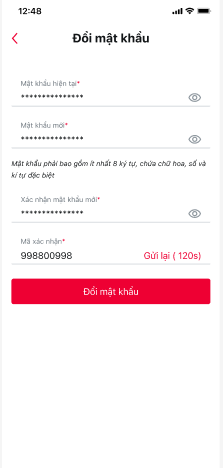 12:48
Đổi mật khẩu
Mật khẩu hiện tại*
***************
Mật khẩu mới*
***************
Mật khẩu phải bao gồm ít nhất 8 ký tự, chứa chữ hoa, số và
kí tự đặc biệt
Xác nhận mật khẩu mới*
***************
Mã xác nhận*
998800998
Gửi lại ( 120s)
Đổi mật khẩu